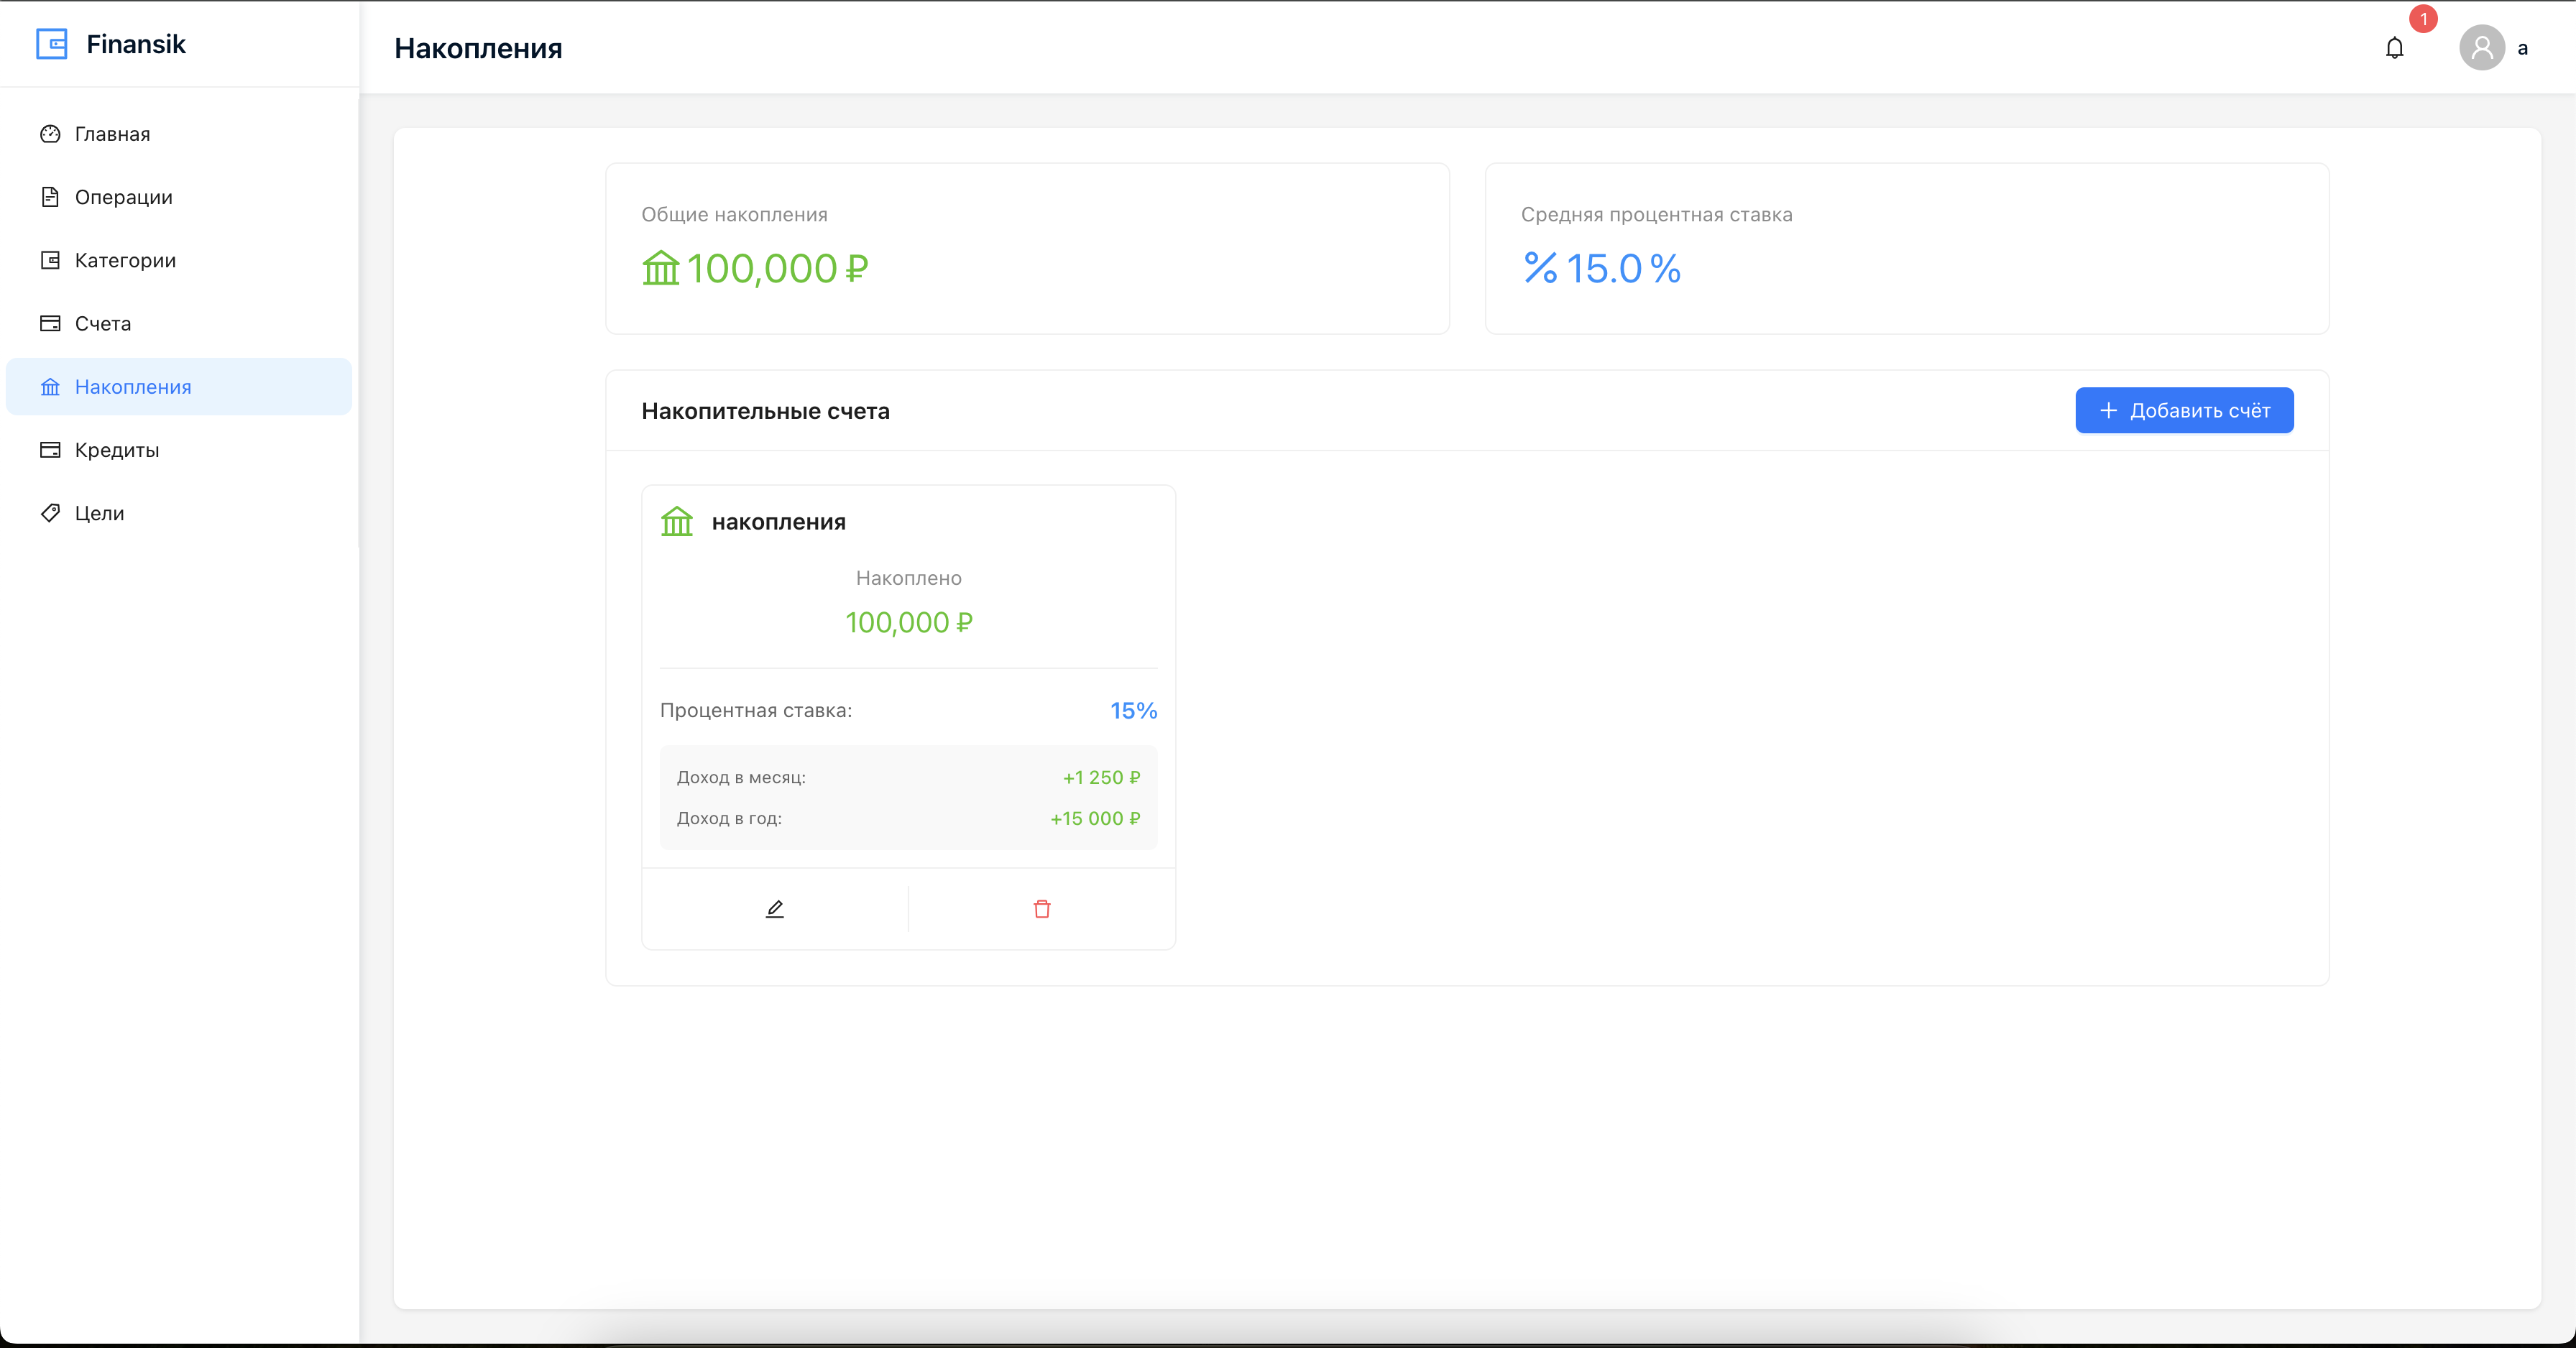 Finansik
Накопления
1
a
Главная
Операции
Категории
Счета
Накопления
Кредиты
Цели
Общие накопления
100,000 ₽
Средняя процентная ставка
% 15.0 %
Накопительные счета
+ Добавить счёт
накопления
Накоплено
100,000 ₽
Процентная ставка: 15%
Доход в месяц: +1 250 ₽
Доход в год: +15 000 ₽